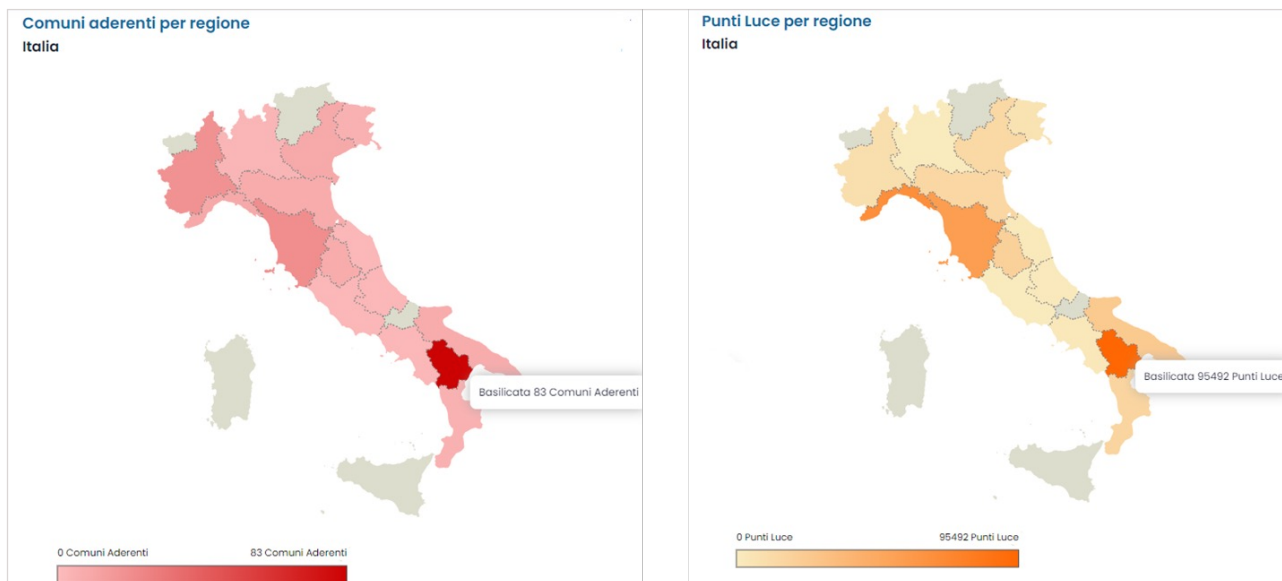 Comuni aderenti per regione
Italia
Basilicata 83 Comuni Aderenti
0 Comuni Aderenti
83 Comuni Aderenti
Punti Luce per regione
Italia
Basilicata 95492 Punti Luce
0 Punti Luce
95492 Punti Luce